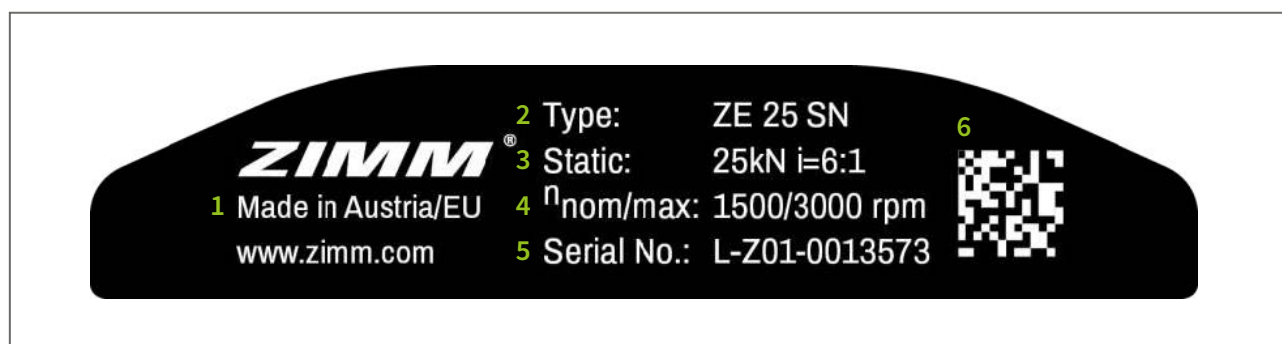 ZIMM®
1 Made in Austria/EU
www.zimm.com
2 Type: ZE 25 SN
3 Static: 25kN i=6:1
4 nnom/max: 1500/3000 rpm
5 Serial No.: L-Z01-0013573
6